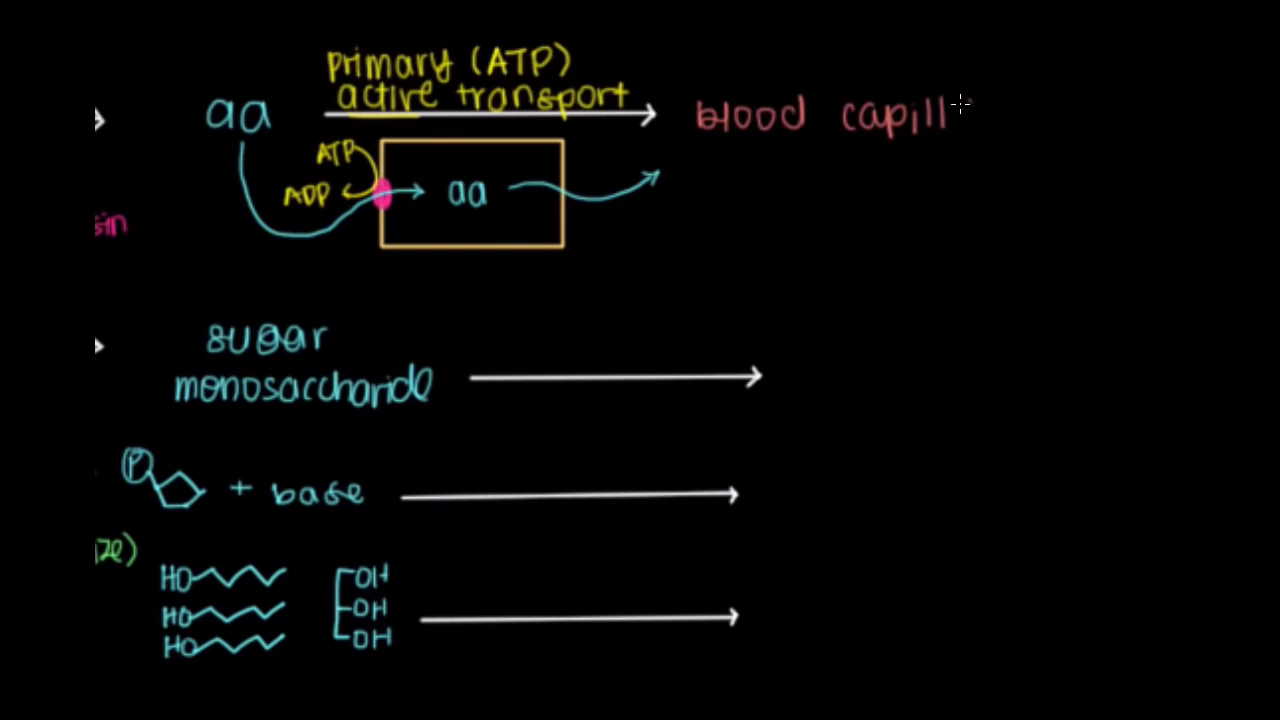 primary (ATP)
active transport
aa
blood capill
ATP
ADP
aa
sin
sugar
monosaccharide
P
+ base
HO
OH
HO
OH
HO
OH